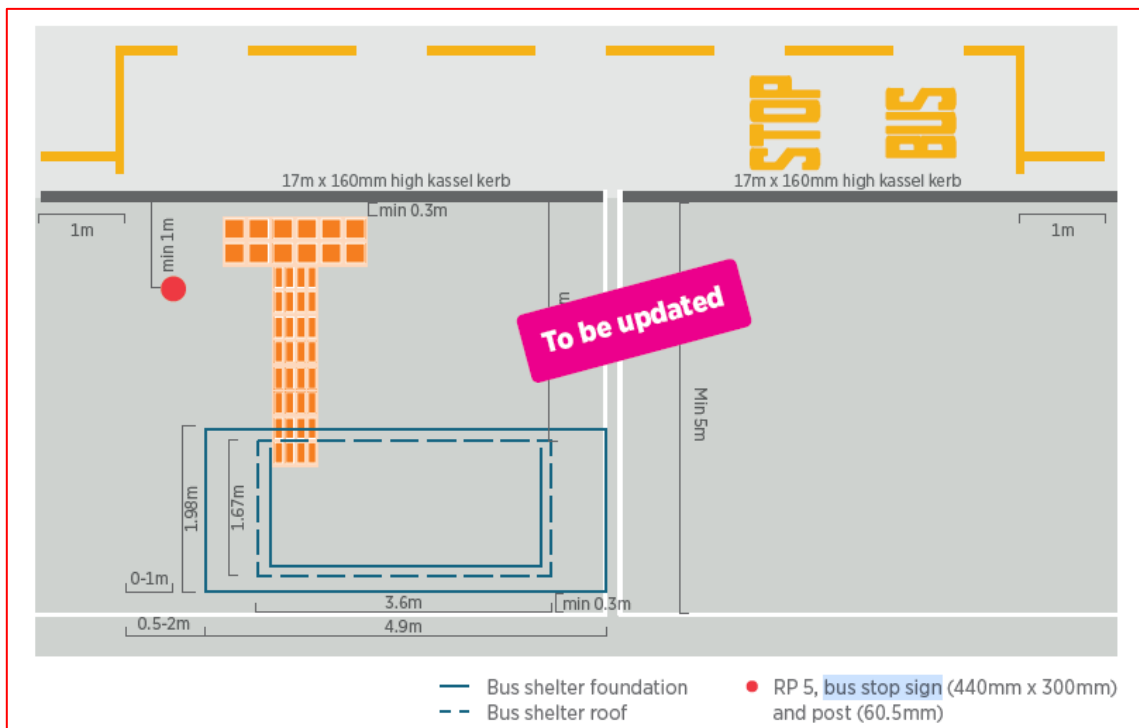 STOP
BUS
17m x 160mm high kassel kerb
17m x 160mm high kassel kerb
1m
min 1m
min 0.3m
1m
To be updated
Min 5m
1.98m
1.67m
0-1m
3.6m
min 0.3m
0.5-2m
4.9m
Bus shelter foundation
Bus shelter roof
RP 5, bus stop sign (440mm x 300mm)
and post (60.5mm)